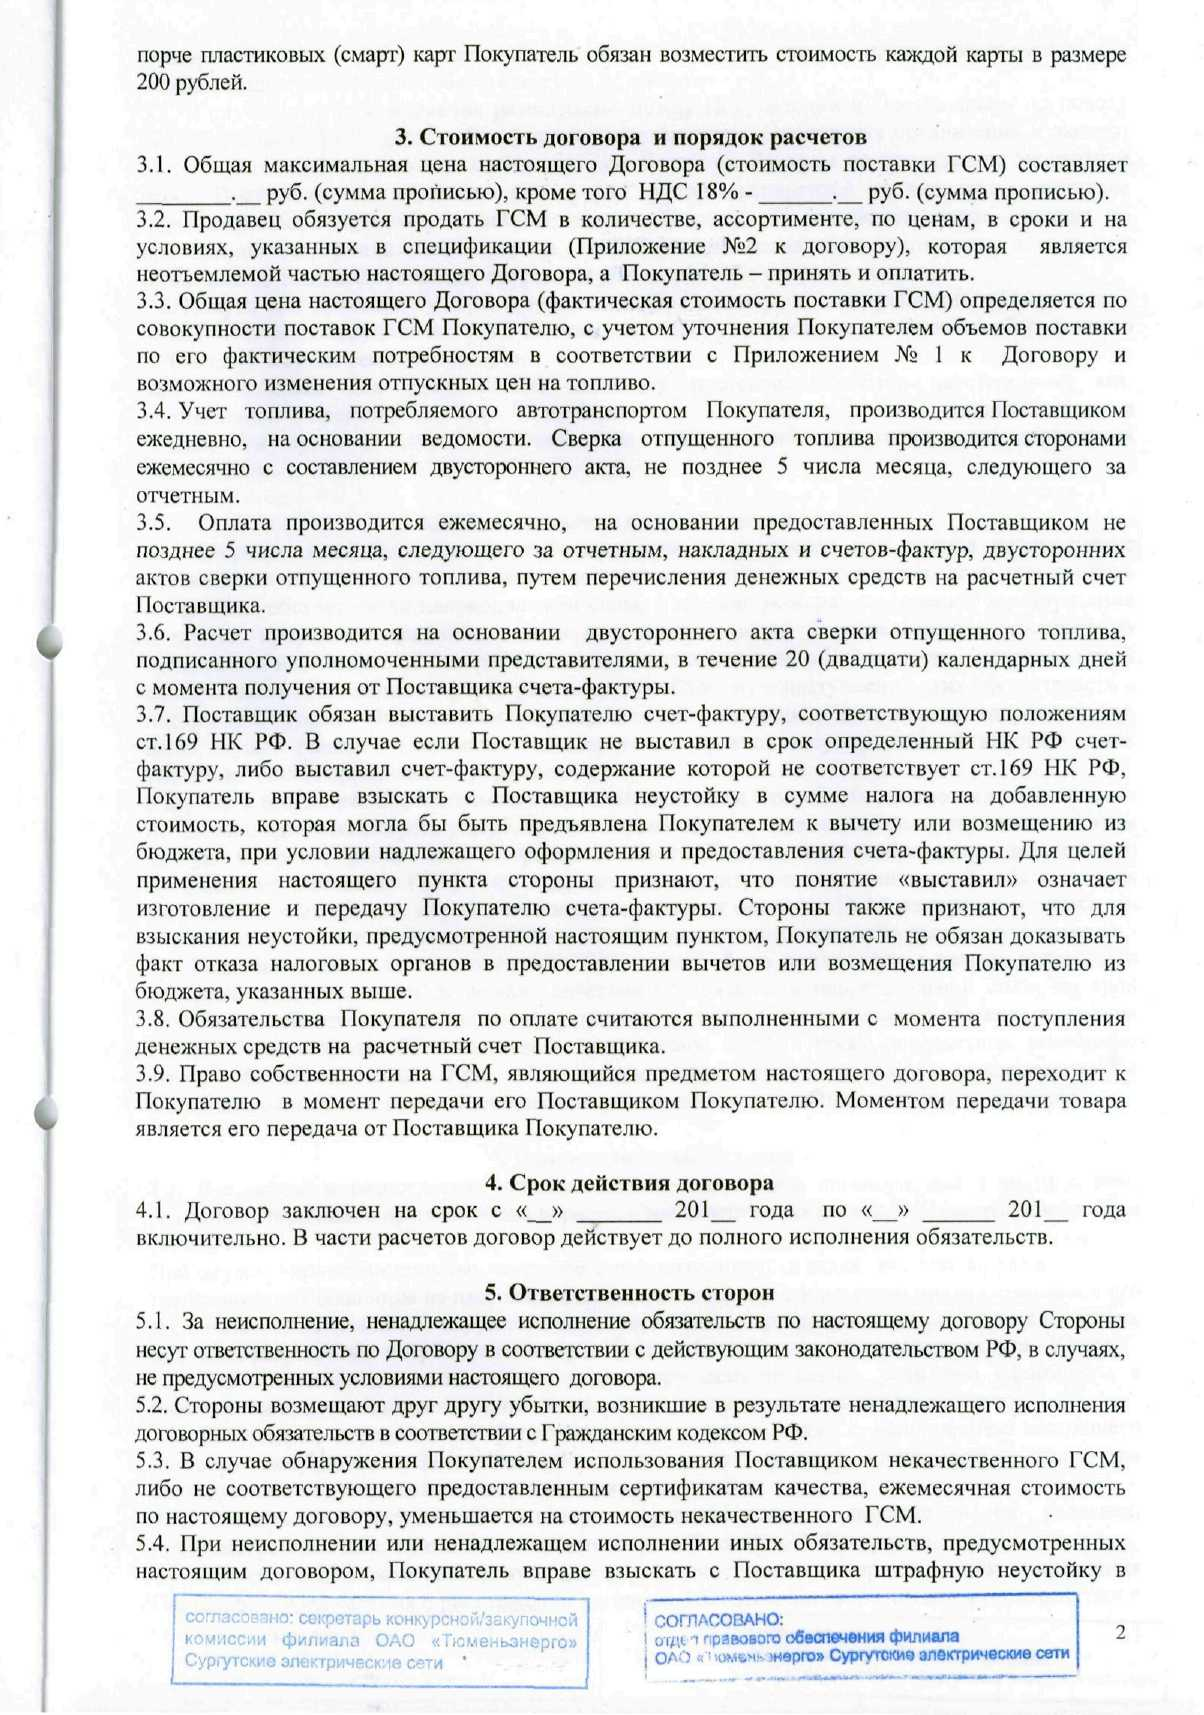 порче пластиковых (смарт) карт Покупатель обязан возместить стоимость каждой карты в размере
200 рублей.
3. Стоимость договора и порядок расчетов
3.1. Общая максимальная цена настоящего Договора (стоимость поставки ГСМ) составляет
________.__ руб. (сумма прописью), кроме того НДС 18% - ______.__ руб. (сумма прописью).
3.2. Продавец обязуется продать ГСМ в количестве, ассортименте, по ценам, в сроки и на
условиях, указанных в спецификации (Приложение №2 к договору), которая является
неотъемлемой частью настоящего Договора, а Покупатель – принять и оплатить.
3.3. Общая цена настоящего Договора (фактическая стоимость поставки ГСМ) определяется по
совокупности поставок ГСМ Покупателю, с учетом уточнения Покупателем объемов поставки
по его фактическим потребностям в соответствии с Приложением № 1 к Договору и
возможного изменения отпускных цен на топливо.
3.4. Учет топлива, потребляемого автотранспортом Покупателя, производится Поставщиком
ежедневно, на основании ведомости. Сверка отпущенного топлива производится сторонами
ежемесячно с составлением двустороннего акта, не позднее 5 числа месяца, следующего за
отчетным.
3.5. Оплата производится ежемесячно, на основании предоставленных Поставщиком не
позднее 5 числа месяца, следующего за отчетным, накладных и счетов-фактур, двусторонних
актов сверки отпущенного топлива, путем перечисления денежных средств на расчетный счет
Поставщика.
3.6. Расчет производится на основании двустороннего акта сверки отпущенного топлива,
подписанного уполномоченными представителями, в течение 20 (двадцати) календарных дней
с момента получения от Поставщика счета-фактуры.
3.7. Поставщик обязан выставить Покупателю счет-фактуру, соответствующую положениям
ст.169 НК РФ. В случае если Поставщик не выставил в срок определенный НК РФ счет-
фактуру, либо выставил счет-фактуру, содержание которой не соответствует ст.169 НК РФ,
Покупатель вправе взыскать с Поставщика неустойку в сумме налога на добавленную
стоимость, которая могла бы быть предъявлена Покупателем к вычету или возмещению из
бюджета, при условии надлежащего оформления и предоставления счета-фактуры. Для целей
применения настоящего пункта стороны признают, что понятие «выставил» означает
изготовление и передачу Покупателю счета-фактуры. Стороны также признают, что для
взыскания неустойки, предусмотренной настоящим пунктом, Покупатель не обязан доказывать
факт отказа налоговых органов в предоставлении вычетов или возмещения Покупателю из
бюджета, указанных выше.
3.8. Обязательства Покупателя по оплате считаются выполненными с момента поступления
денежных средств на расчетный счет Поставщика.
3.9. Право собственности на ГСМ, являющийся предметом настоящего договора, переходит к
Покупателю в момент передачи его Поставщиком Покупателю. Моментом передачи товара
является его передача от Поставщика Покупателю.
4. Срок действия договора
4.1. Договор заключен на срок с «__» _______ 201__ года по «__» ______ 201__ года
включительно. В части расчетов договор действует до полного исполнения обязательств.
5. Ответственность сторон
5.1. За неисполнение, ненадлежащее исполнение обязательств по настоящему договору Стороны
несут ответственность по Договору в соответствии с действующим законодательством РФ, в случаях,
не предусмотренных условиями настоящего договора.
5.2. Стороны возмещают друг другу убытки, возникшие в результате ненадлежащего исполнения
договорных обязательств в соответствии с Гражданским кодексом РФ.
5.3. В случае обнаружения Покупателем использования Поставщиком некачественного ГСМ,
либо не соответствующего предоставленным сертификатам качества, ежемесячная стоимость
по настоящему договору, уменьшается на стоимость некачественного ГСМ.
5.4. При неисполнении или ненадлежащем исполнении иных обязательств, предусмотренных
настоящим договором, Покупатель вправе взыскать с Поставщика штрафную неустойку в
согласовано: секретарь конкурсной/закупочной
комиссии филиала ОАО «Тюменьэнерго»
Сургутские электрические сети
СОГЛАСОВАНО:
отдел правового обеспечения филиала
ОАО «Тюменьэнерго» Сургутские электрические сети
2